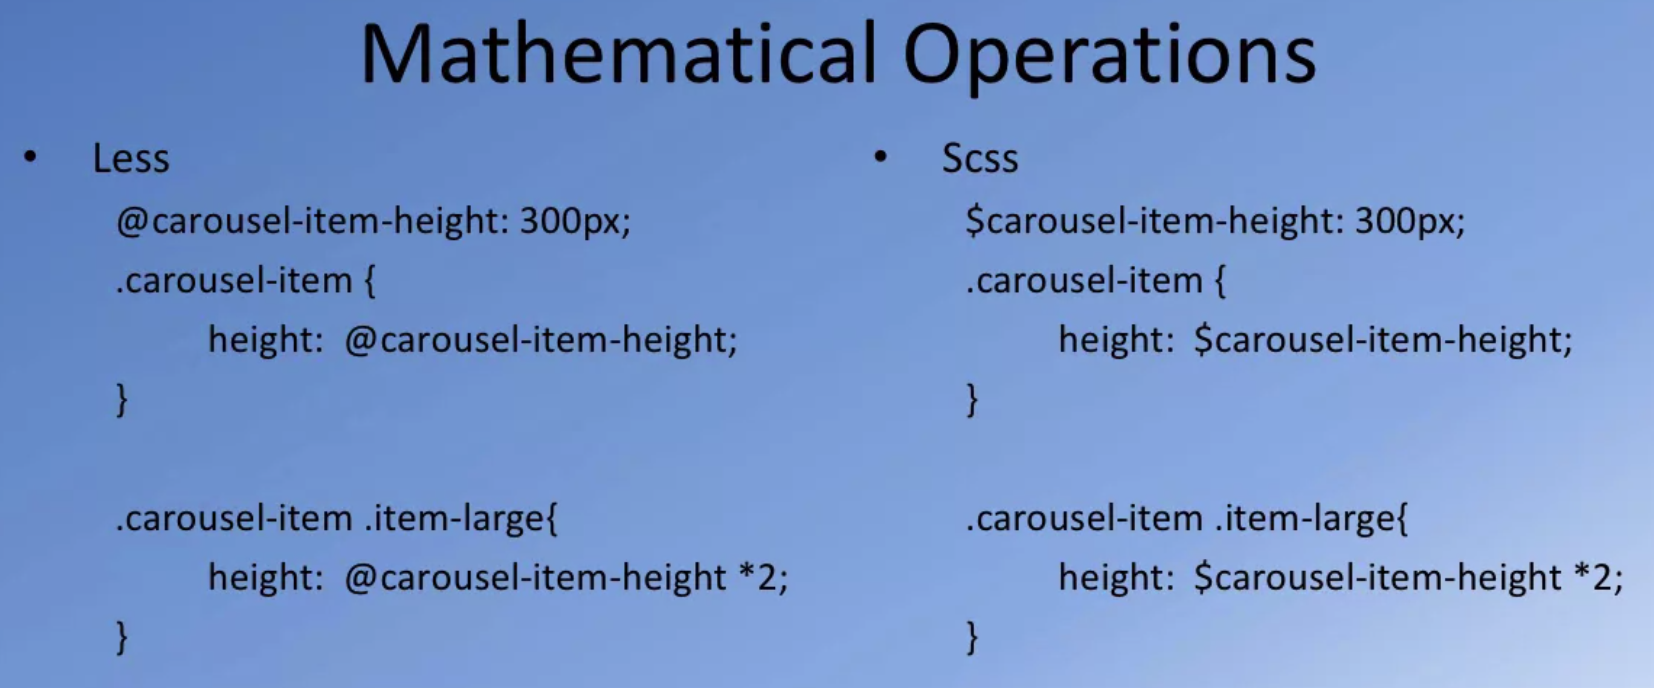 Mathematical Operations
• Less
@carousel-item-height: 300px;
.carousel-item {
height:  @carousel-item-height;
}
.carousel-item .item-large{
height:  @carousel-item-height *2;
}
• Scss
$carousel-item-height: 300px;
.carousel-item {
height:  $carousel-item-height;
}
.carousel-item .item-large{
height:  $carousel-item-height *2;
}